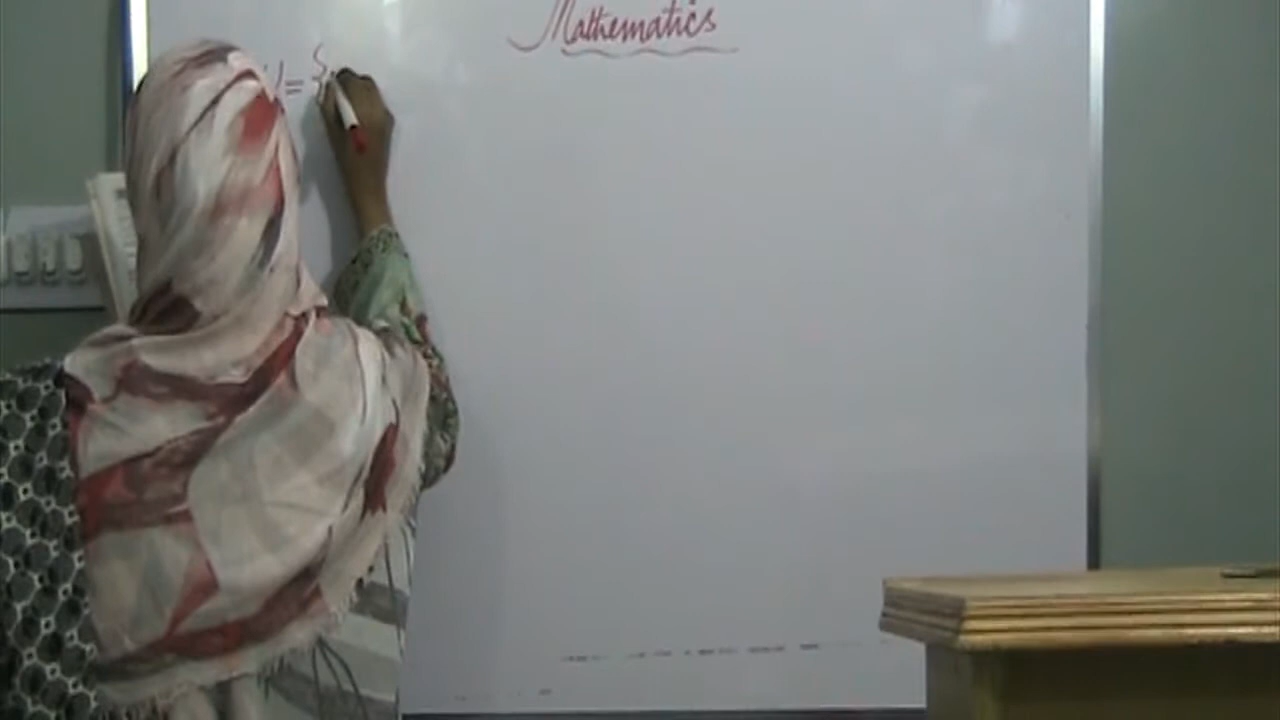 Mathematics
U = {